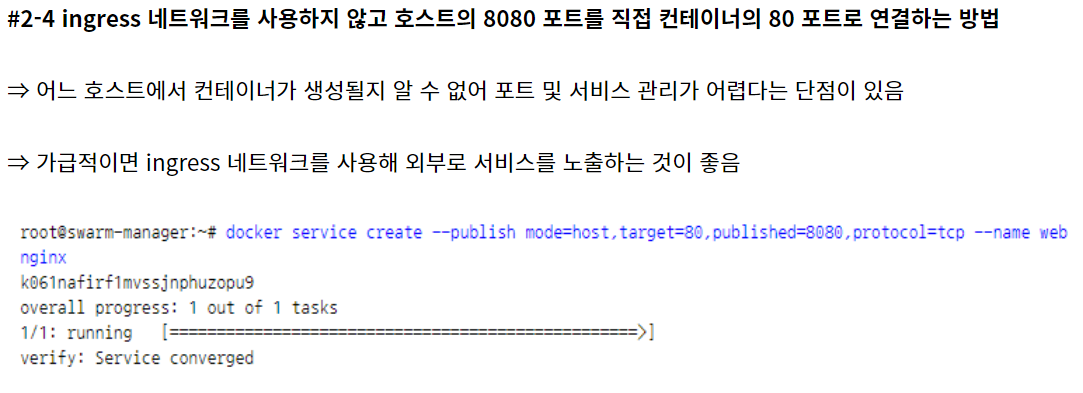 #2-4 ingress 네트워크를 사용하지 않고 호스트의 8080 포트를 직접 컨테이너의 80 포트로 연결하는 방법
⇒ 어느 호스트에서 컨테이너가 생성될지 알 수 없어 포트 및 서비스 관리가 어렵다는 단점이 있음
⇒ 가급적이면 ingress 네트워크를 사용해 외부로 서비스를 노출하는 것이 좋음
root@swarm-manager:~# docker service create --publish mode=host,target=80,published=8080,protocol=tcp --name web
nginx
k061nafirf1mvssjnphuzopu9
overall progress: 1 out of 1 tasks
1/1: running [==================================================>]
verify: Service converged